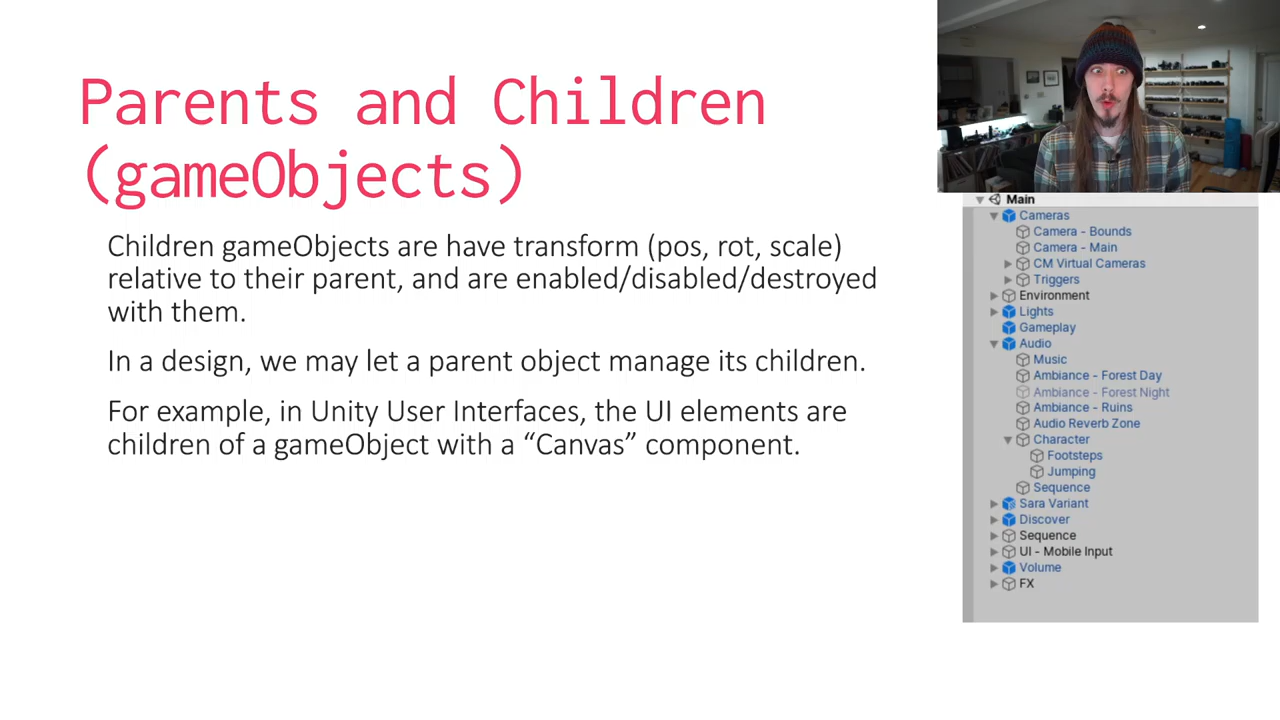 Parents and Children
(gameObjects)
Children gameObjects are have transform (pos, rot, scale)
relative to their parent, and are enabled/disabled/destroyed
with them.
In a design, we may let a parent object manage its children.
For example, in Unity User Interfaces, the UI elements are
children of a gameObject with a “Canvas” component.
Main
Cameras
Camera - Bounds
Camera - Main
CM Virtual Cameras
Triggers
Environment
Lights
Gameplay
Audio
Music
Ambiance - Forest Day
Ambiance - Forest Night
Ambiance - Ruins
Audio Reverb Zone
Character
Footsteps
Jumping
Sequence
Sara Variant
Discover
Sequence
UI - Mobile Input
Volume
FX